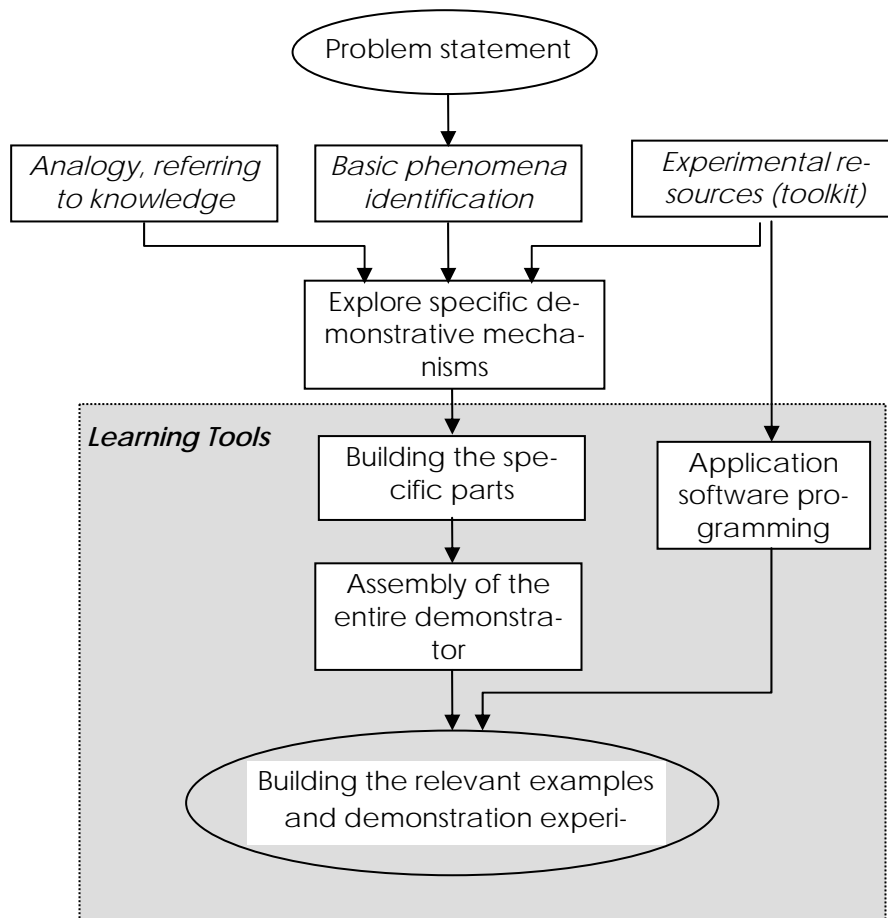 Problem statement
Analogy, referring
to knowledge
Basic phenomena
identification
Experimental re-
sources (toolkit)
Explore specific de-
monstrative mecha-
nisms
Learning Tools
Building the spe-
cific parts
Application
software pro-
gramming
Assembly of the
entire demonstra-
tor
Building the relevant examples
and demonstration experi-